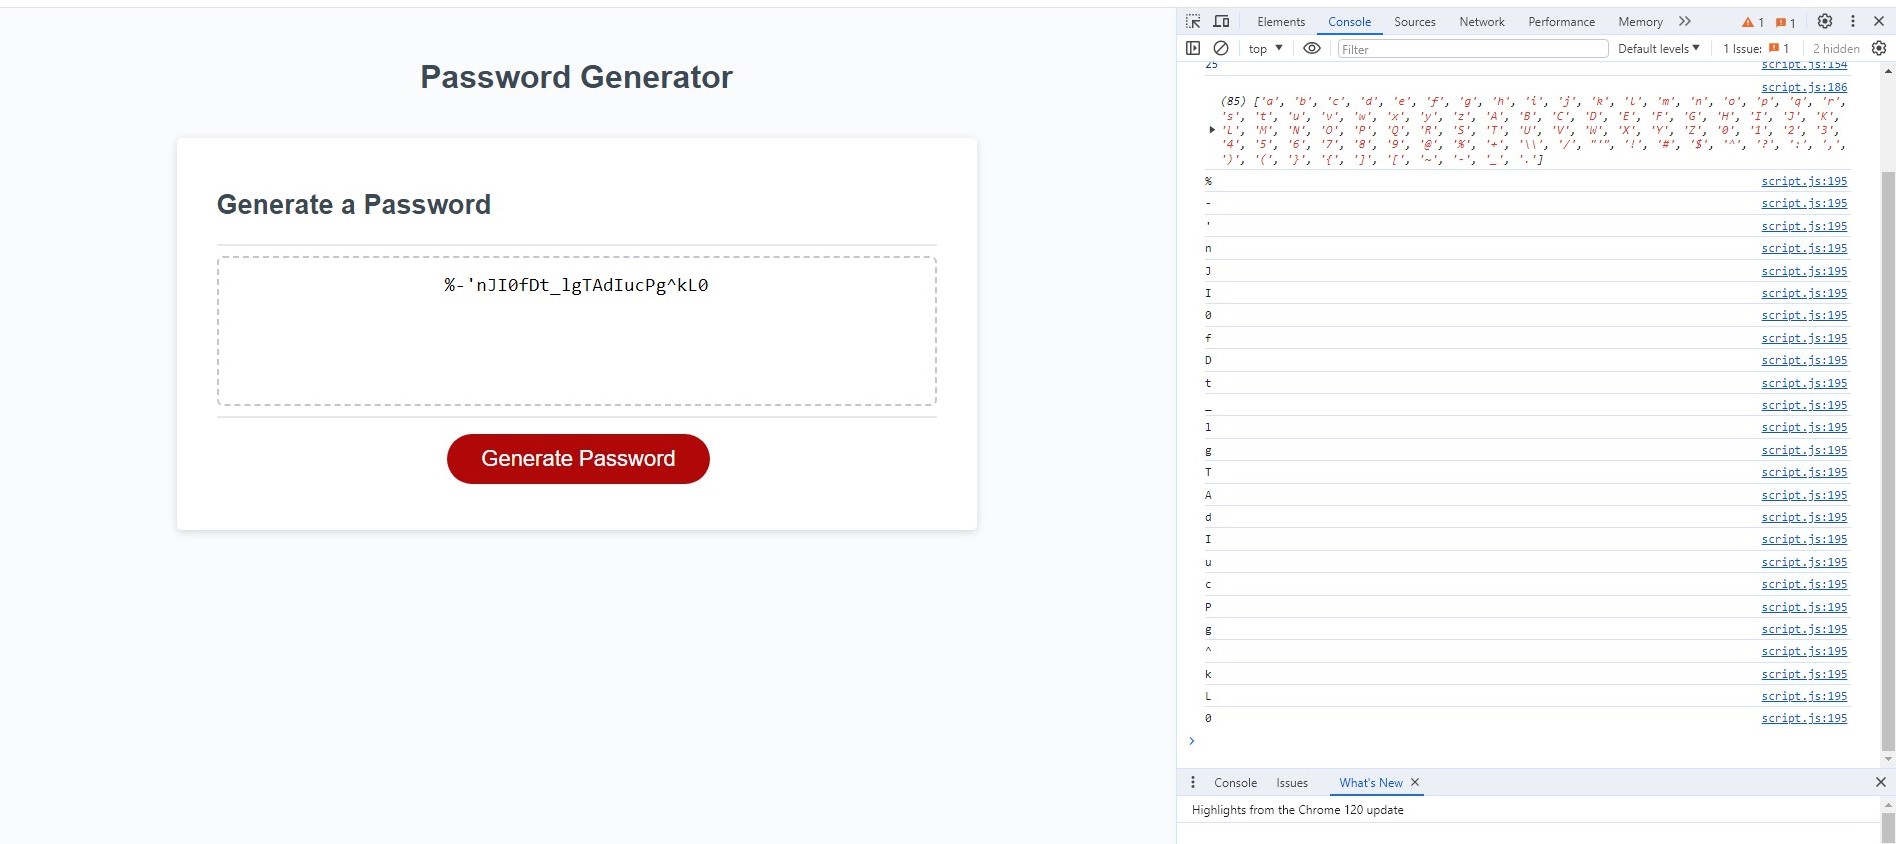 Password Generator
Generate a Password
%-'nJI0fDt_lgTAdIucPg^kL0
Generate Password
Elements Console Sources Network Performance Memory 1 1
top Filter Default levels 1 Issue: 1 2 hidden
25 script.js:154
script.js:186
(85) ['a', 'b', 'c', 'd', 'e', 'f', 'g', 'h', 'i', 'j', 'k', 'l', 'm', 'n', 'o', 'p', 'q', 'r',
's', 't', 'u', 'v', 'w', 'x', 'y', 'z', 'A', 'B', 'C', 'D', 'E', 'F', 'G', 'H', 'I', 'J', 'K',
'L', 'M', 'N', 'O', 'P', 'Q', 'R', 'S', 'T', 'U', 'V', 'W', 'X', 'Y', 'Z', '0', '1', '2', '3',
'4', '5', '6', '7', '8', '9', '@', '%', '+', '\\', '/', "'", '!', '#', '$', '^', '?', ':', ',',
')', '(', '}', '{', ']', '[', '~', '-', '_', '.']
% script.js:195
- script.js:195
' script.js:195
n script.js:195
J script.js:195
I script.js:195
0 script.js:195
f script.js:195
D script.js:195
t script.js:195
_ script.js:195
l script.js:195
g script.js:195
T script.js:195
A script.js:195
d script.js:195
I script.js:195
u script.js:195
c script.js:195
P script.js:195
g script.js:195
^ script.js:195
k script.js:195
L script.js:195
0 script.js:195
Console Issues What's New
Highlights from the Chrome 120 update